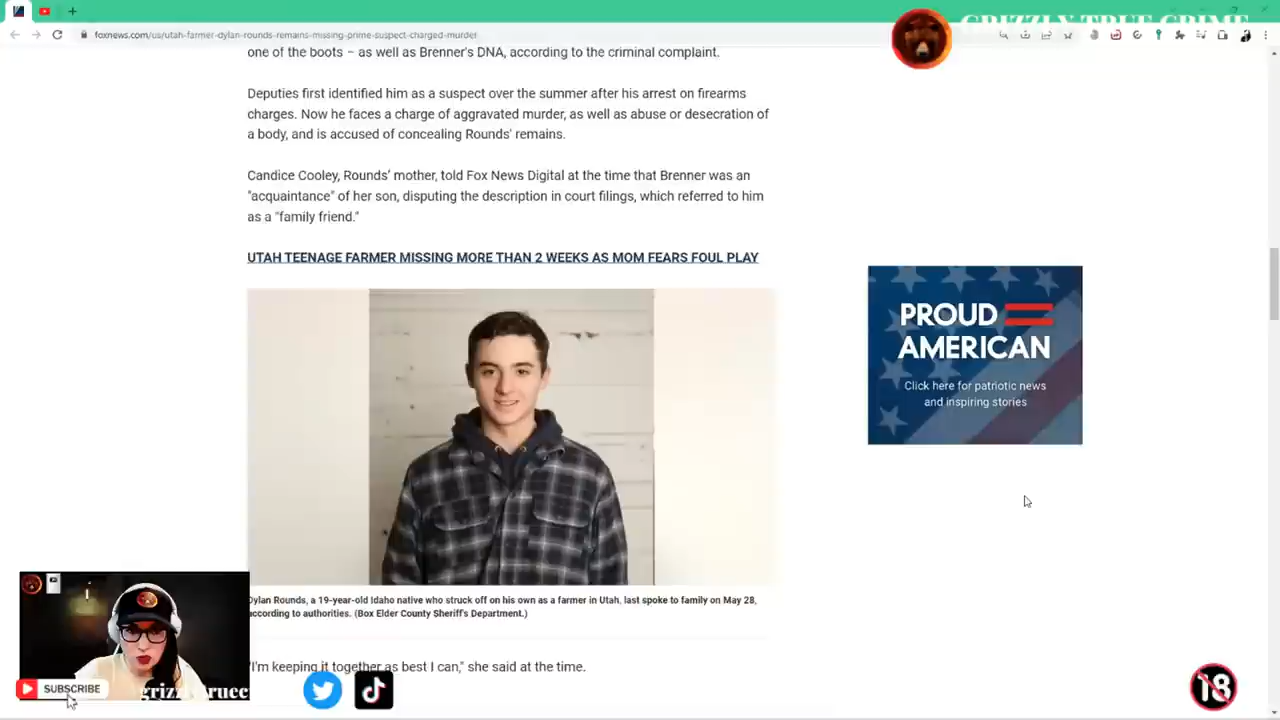 GRIZZLY TRUE CRIME
foxnews.com/us/utah-farmer-dylan-rounds-remains-missing-prime-suspect-charged-murder
one of the boots – as well as Brenner's DNA, according to the criminal complaint.
Deputies first identified him as a suspect over the summer after his arrest on firearms
charges. Now he faces a charge of aggravated murder, as well as abuse or desecration of
a body, and is accused of concealing Rounds' remains.
Candice Cooley, Rounds’ mother, told Fox News Digital at the time that Brenner was an
"acquaintance" of her son, disputing the description in court filings, which referred to him
as a "family friend."
UTAH TEENAGE FARMER MISSING MORE THAN 2 WEEKS AS MOM FEARS FOUL PLAY
PROUD
AMERICAN
Click here for patriotic news
and inspiring stories
Dylan Rounds, a 19-year-old Idaho native who struck off on his own as a farmer in Utah, last spoke to family on May 28,
according to authorities. (Box Elder County Sheriff's Department.)
"I'm keeping it together as best I can," she said at the time.
SUBSCRIBE
grizzlytruec
18